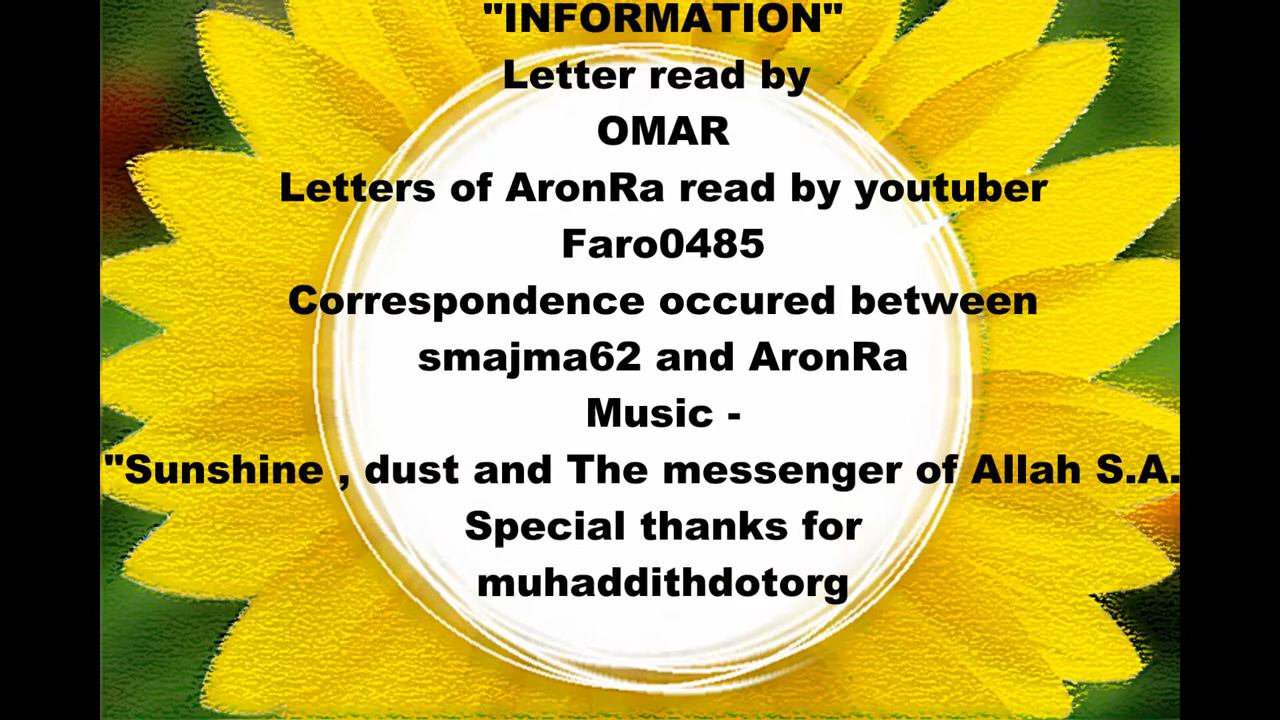 "INFORMATION"
Letter read by
OMAR
Letters of AronRa read by youtuber
Faro0485
Correspondence occured between
smajma62 and AronRa
Music -
"Sunshine , dust and The messenger of Allah S.A.
Special thanks for
muhaddithdotorg